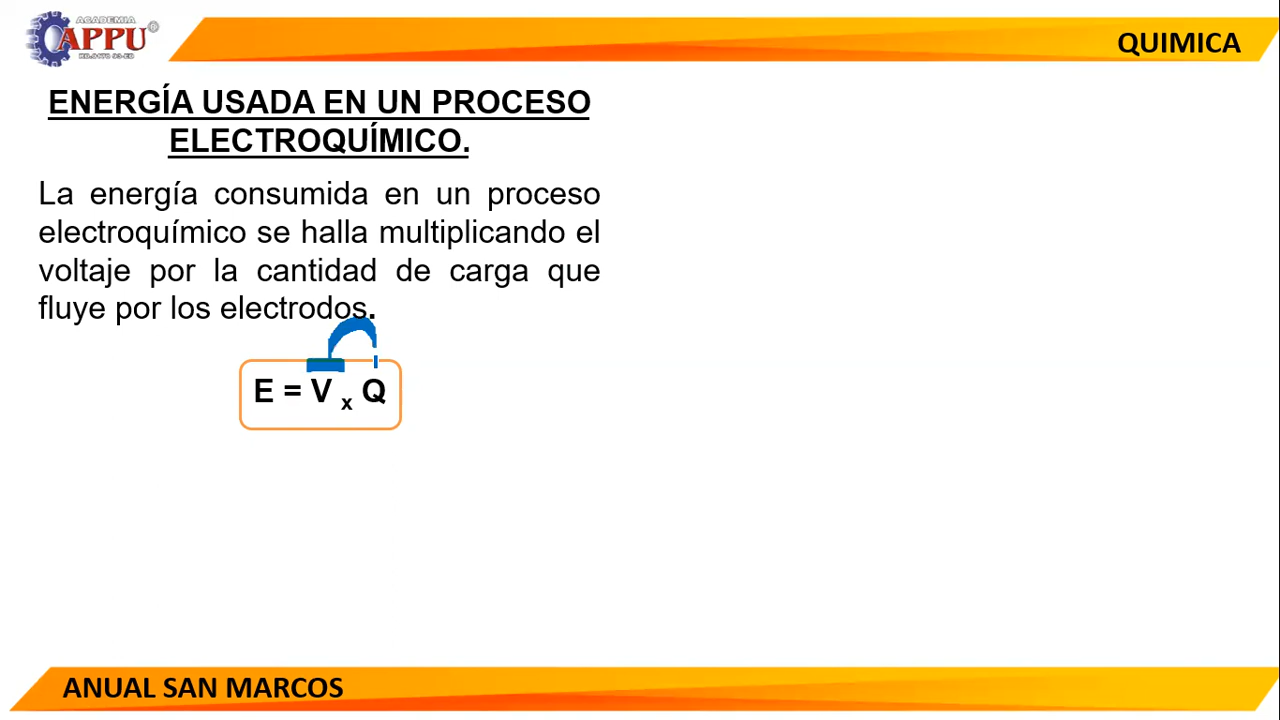 ACADEMIA
APPU®
QUIMICA
ENERGÍA USADA EN UN PROCESO
ELECTROQUÍMICO.
La energía consumida en un proceso
electroquímico se halla multiplicando el
voltaje por la cantidad de carga que
fluye por los electrodos.
E = V x Q
ANUAL SAN MARCOS